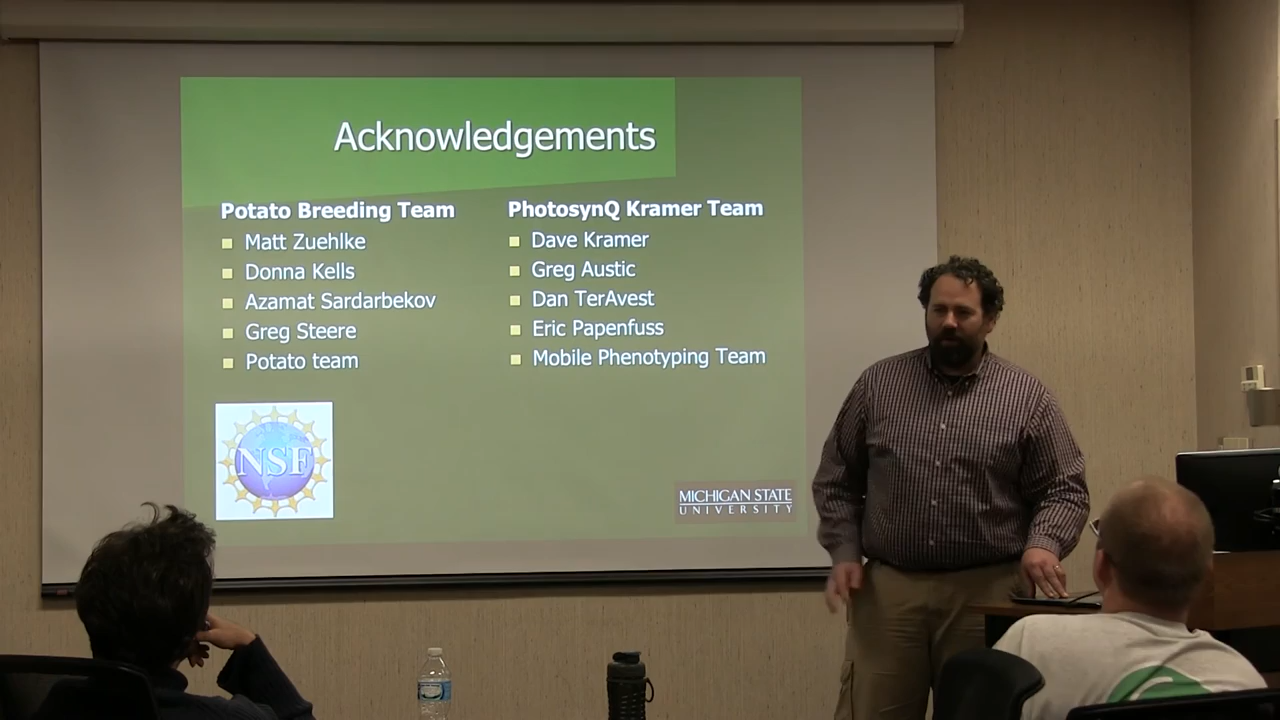 Acknowledgements
Potato Breeding Team
Matt Zuehlke
Donna Kells
Azamat Sardarbekov
Greg Steere
Potato team
PhotosynQ Kramer Team
Dave Kramer
Greg Austic
Dan TerAvest
Eric Papenfuss
Mobile Phenotyping Team
NSF
MICHIGAN STATE
UNIVERSITY